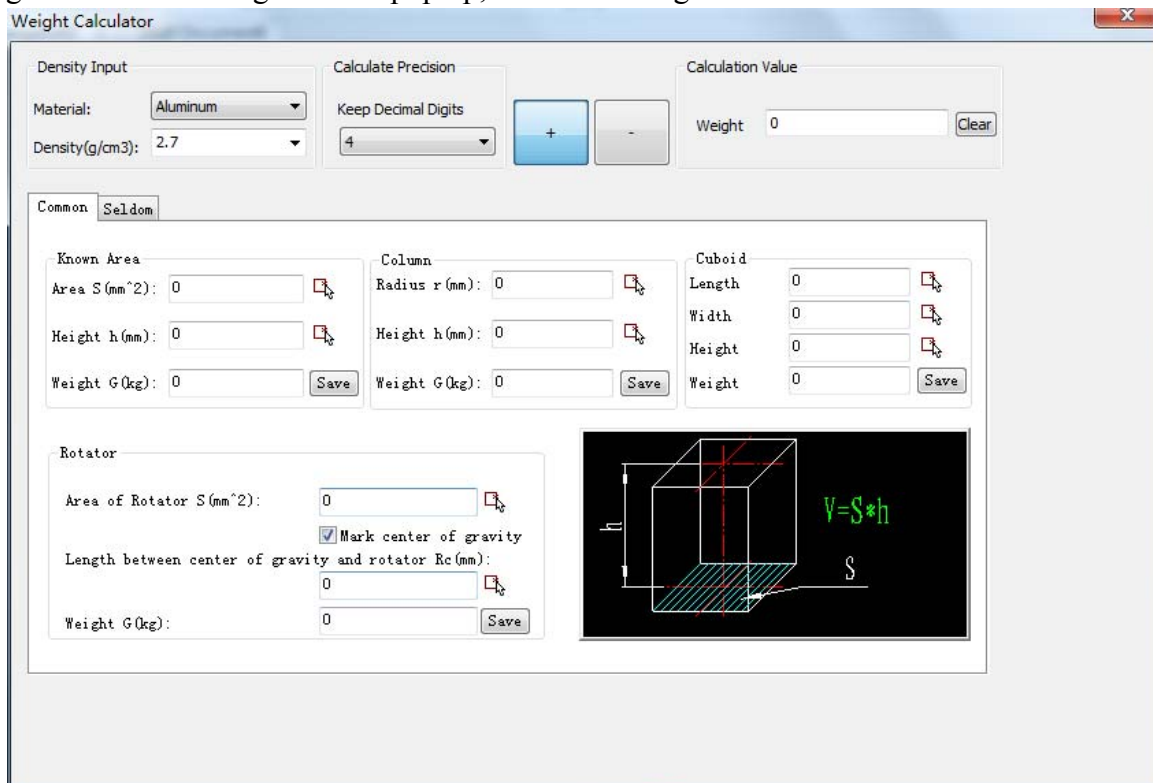 Weight Calculator
Density Input
Material: Aluminum
Density(g/cm3): 2.7
Calculate Precision
Keep Decimal Digits
4
+
-
Calculation Value
Weight 0 Clear
Common Seldom
Known Area
Area S(mm^2): 0
Height h(mm): 0
Weight G(kg): 0 Save
Column
Radius r(mm): 0
Height h(mm): 0
Weight G(kg): 0 Save
Cuboid
Length 0
Width 0
Height 0
Weight 0 Save
Rotator
Area of Rotator S(mm^2): 0
Mark center of gravity
Length between center of gravity and rotator Rc(mm):
0
Weight G(kg): 0 Save
h
V=S*h
S